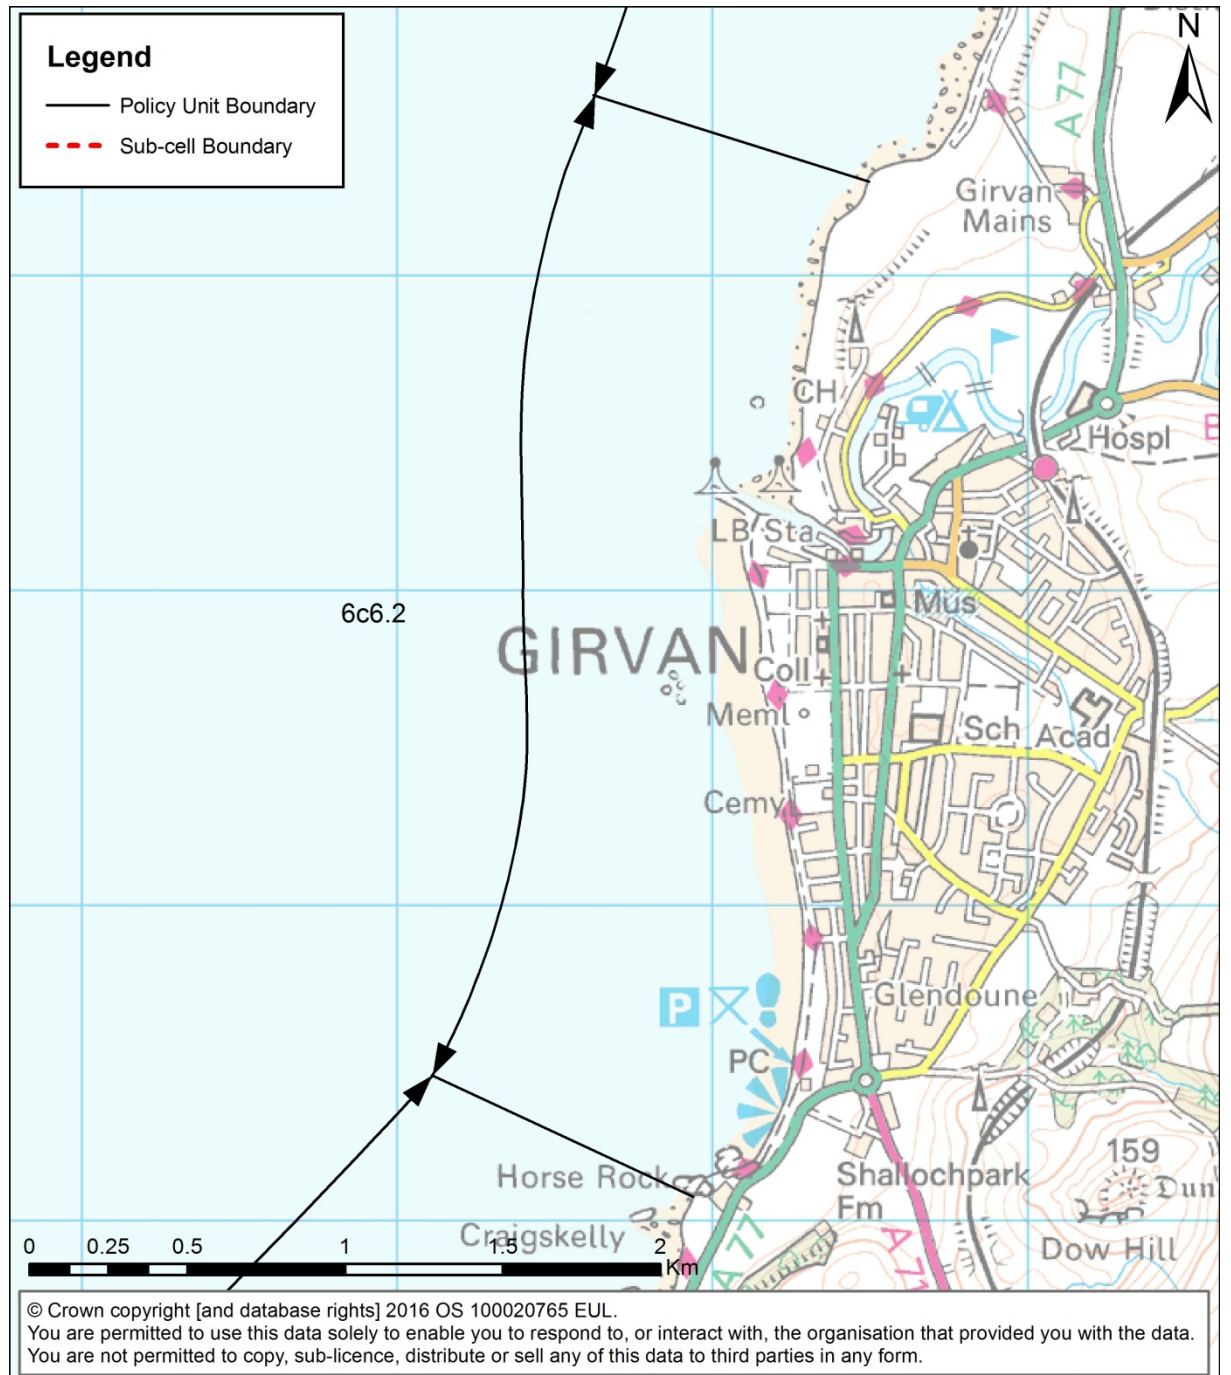 Legend
Policy Unit Boundary
Sub-cell Boundary
N
A 77
Girvan
Mains
CH
Hospl
B
LB Sta
Mus
6c6.2
GIRVAN
Coll
Meml
Sch
Acad
Cemy
Glendoune
P
PC
Horse Rock
Shallochpark
Fm
159
Dun
Craigskelly
A 77
A 71
Dow Hill
0 0.25 0.5 1 1.5 2
Km
© Crown copyright [and database rights] 2016 OS 100020765 EUL.
You are permitted to use this data solely to enable you to respond to, or interact with, the organisation that provided you with the data.
You are not permitted to copy, sub-licence, distribute or sell any of this data to third parties in any form.